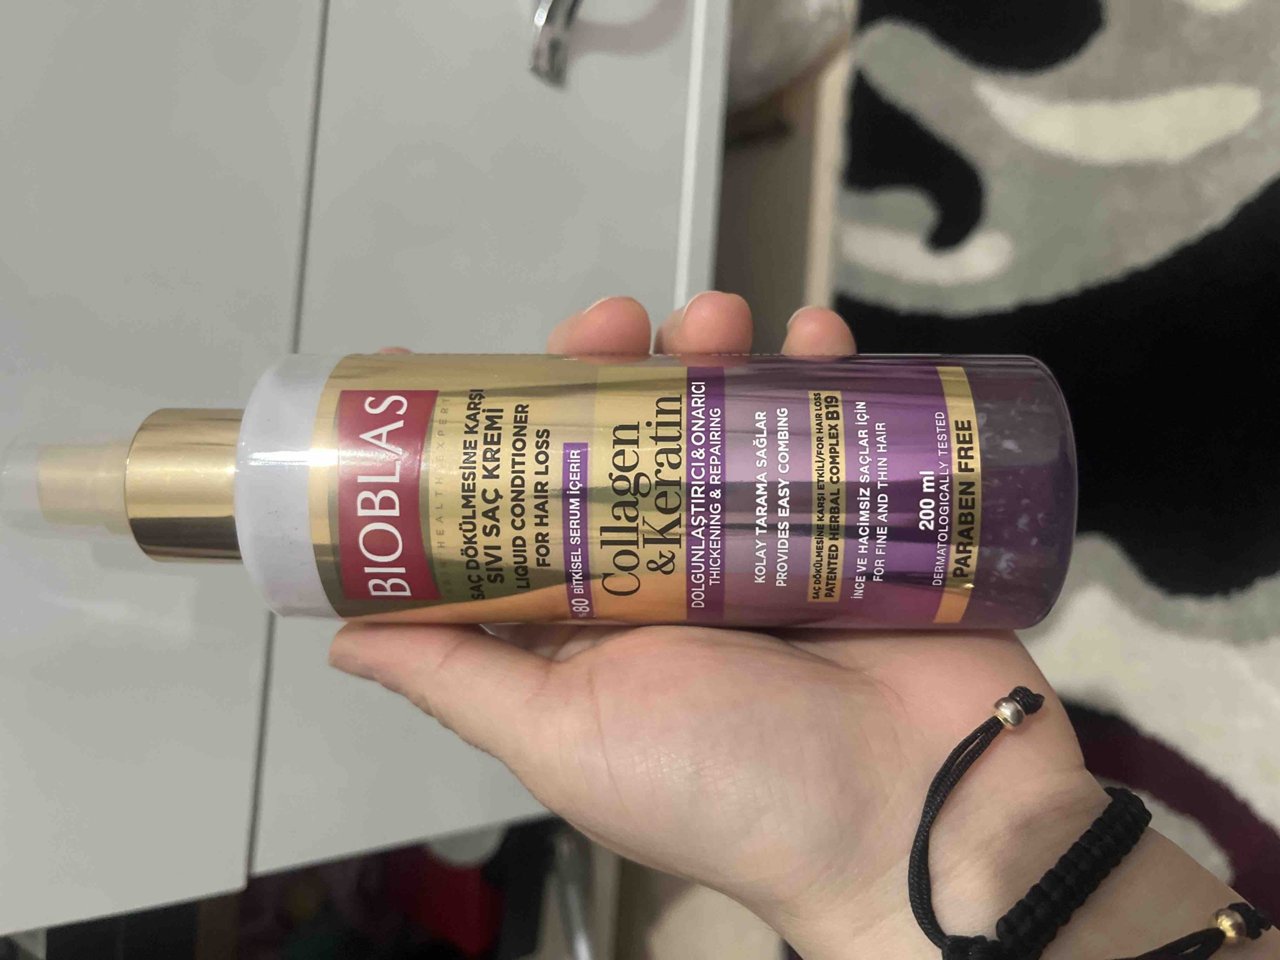 BIOBLAS
HEALTH EXPERT
SAÇ DÖKÜLMESİNE KARŞI
SIVI SAÇ KREMİ
LIQUID CONDITIONER
FOR HAIR LOSS
%80 BİTKİSEL SERUM İÇERİR
Collagen
& Keratin
DOLGUNLAŞTIRICI & ONARICI
THICKENING & REPAIRING
KOLAY TARAMA SAĞLAR
PROVIDES EASY COMBING
SAÇ DÖKÜLMESİNE KARŞI ETKİLİ/FOR HAIR LOSS
PATENTED HERBAL COMPLEX B19
İNCE VE HACİMSİZ SAÇLAR İÇİN
FOR FINE AND THIN HAIR
200 ml
DERMATOLOGICALLY TESTED
PARABEN FREE